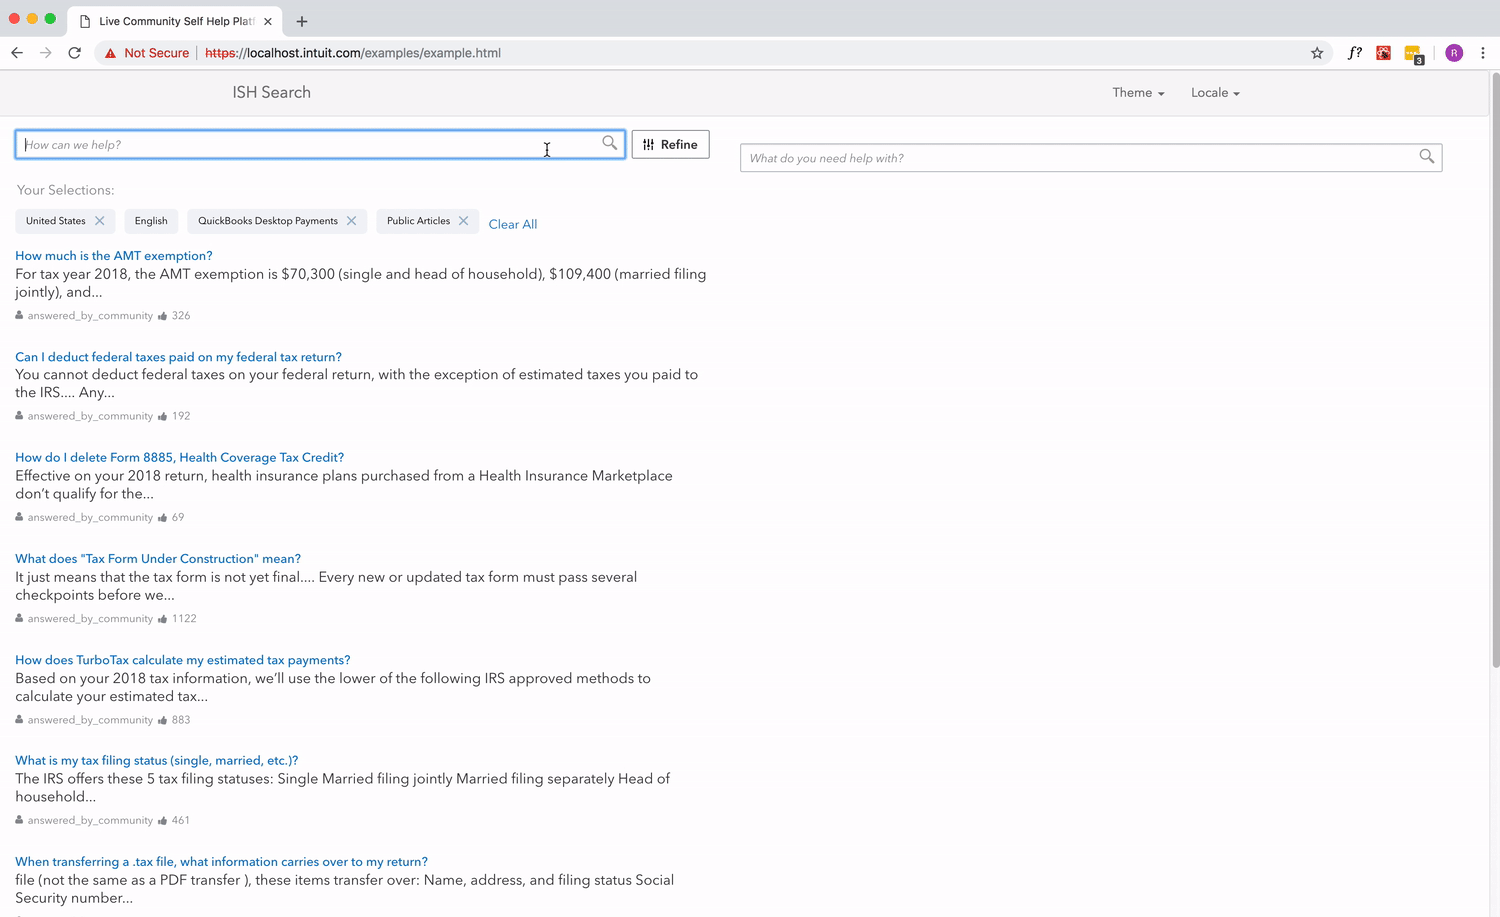 Live Community Self Help Platf
Not Secure
https://localhost.intuit.com/examples/example.html
f?
3
R
ISH Search
Theme
Locale
How can we help?
Refine
What do you need help with?
Your Selections:
United States
English
QuickBooks Desktop Payments
Public Articles
Clear All
How much is the AMT exemption?
For tax year 2018, the AMT exemption is $70,300 (single and head of household), $109,400 (married filing
jointly), and...
answered_by_community 326
Can I deduct federal taxes paid on my federal tax return?
You cannot deduct federal taxes on your federal return, with the exception of estimated taxes you paid to
the IRS.... Any...
answered_by_community 192
How do I delete Form 8885, Health Coverage Tax Credit?
Effective on your 2018 return, health insurance plans purchased from a Health Insurance Marketplace
don't qualify for the...
answered_by_community 69
What does "Tax Form Under Construction" mean?
It just means that the tax form is not yet final.... Every new or updated tax form must pass several
checkpoints before we...
answered_by_community 1122
How does TurboTax calculate my estimated tax payments?
Based on your 2018 tax information, we'll use the lower of the following IRS approved methods to
calculate your estimated tax...
answered_by_community 883
What is my tax filing status (single, married, etc.)?
The IRS offers these 5 tax filing statuses: Single Married filing jointly Married filing separately Head of
household...
answered_by_community 461
When transferring a .tax file, what information carries over to my return?
file (not the same as a PDF transfer ), these items transfer over: Name, address, and filing status Social
Security number...